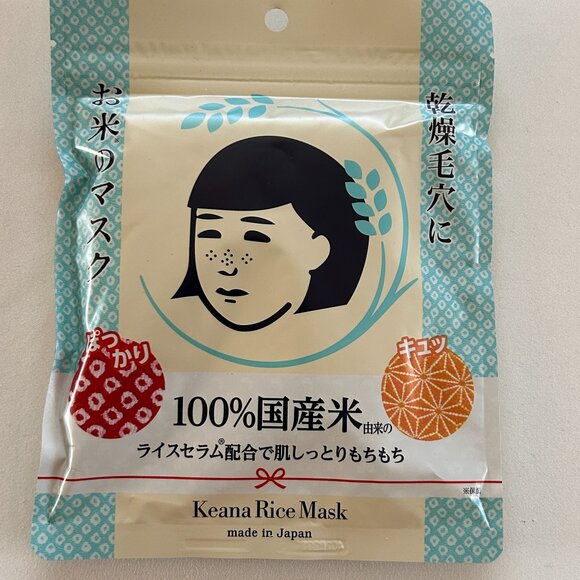 乾燥毛穴に
お米のマスク
ぽっかり
キュッ
100%国産米由来の
ライスセラム®配合で肌しっとりもちもち
Keana Rice Mask
made in Japan